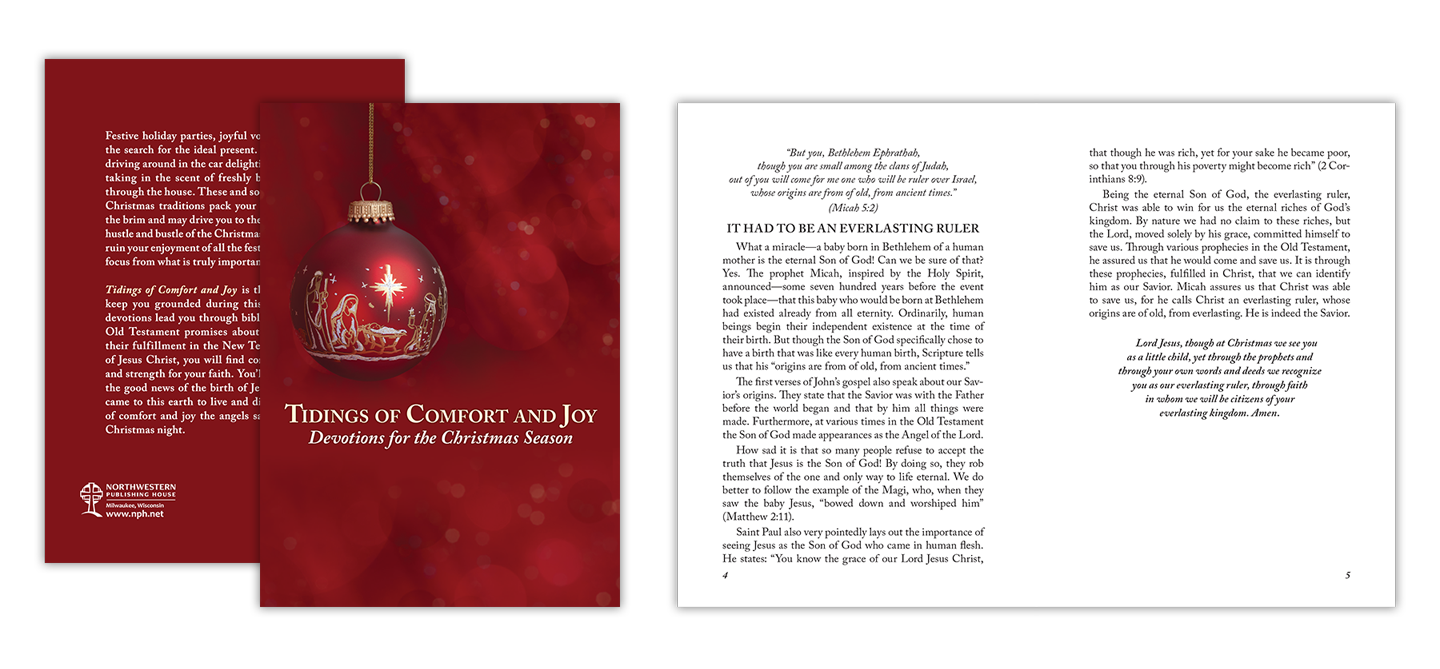 Festive holiday parties, joyful
the search for the ideal present.
driving around in the car
taking in the scent of freshly
through the house. These and
Christmas traditions pack your
the brim and may drive you to the
hustle and bustle of the
ruin your enjoyment of all the
focus from what is truly
Tidings of Comfort and Joy is
keep you grounded during this
devotions lead you through
Old Testament promises about
their fulfillment in the New
of Jesus Christ, you will find
and strength for your faith.
the good news of the birth of
came to this earth to live and
of comfort and joy the angels
Christmas night.
NORTHWESTERN
PUBLISHING HOUSE
Milwaukee, Wisconsin
www.nph.net
TIDINGS OF COMFORT AND JOY
Devotions for the Christmas Season
“But you, Bethlehem Ephrathah,
though you are small among the clans of Judah,
out of you will come for me one who will be ruler over Israel,
whose origins are from of old, from ancient times.”
(Micah 5:2)
IT HAD TO BE AN EVERLASTING RULER
What a miracle—a baby born in Bethlehem of a human
mother is the eternal Son of God! Can we be sure of that?
Yes. The prophet Micah, inspired by the Holy Spirit,
announced—some seven hundred years before the event
took place—that this baby who would be born at Bethlehem
had existed already from all eternity. Ordinarily, human
beings begin their independent existence at the time of
their birth. But though the Son of God specifically chose to
have a birth that was like every human birth, Scripture tells
us that his “origins are from of old, from ancient times.”
The first verses of John’s gospel also speak about our Sav-
ior’s origins. They state that the Savior was with the Father
before the world began and that by him all things were
made. Furthermore, at various times in the Old Testament
the Son of God made appearances as the Angel of the Lord.
How sad it is that so many people refuse to accept the
truth that Jesus is the Son of God! By doing so, they rob
themselves of the one and only way to life eternal. We do
better to follow the example of the Magi, who, when they
saw the baby Jesus, “bowed down and worshiped him”
(Matthew 2:11).
Saint Paul also very pointedly lays out the importance of
seeing Jesus as the Son of God who came in human flesh.
He states: “You know the grace of our Lord Jesus Christ,
4
that though he was rich, yet for your sake he became poor,
so that you through his poverty might become rich” (2 Cor-
inthians 8:9).
Being the eternal Son of God, the everlasting ruler,
Christ was able to win for us the eternal riches of God’s
kingdom. By nature we had no claim to these riches, but
the Lord, moved solely by his grace, committed himself to
save us. Through various prophecies in the Old Testament,
he assured us that he would come and save us. It is through
these prophecies, fulfilled in Christ, that we can identify
him as our Savior. Micah assures us that Christ was able
to save us, for he calls Christ an everlasting ruler, whose
origins are of old, from everlasting. He is indeed the Savior.
Lord Jesus, though at Christmas we see you
as a little child, yet through the prophets and
through your own words and deeds we recognize
you as our everlasting ruler, through faith
in whom we will be citizens of your
everlasting kingdom. Amen.
5